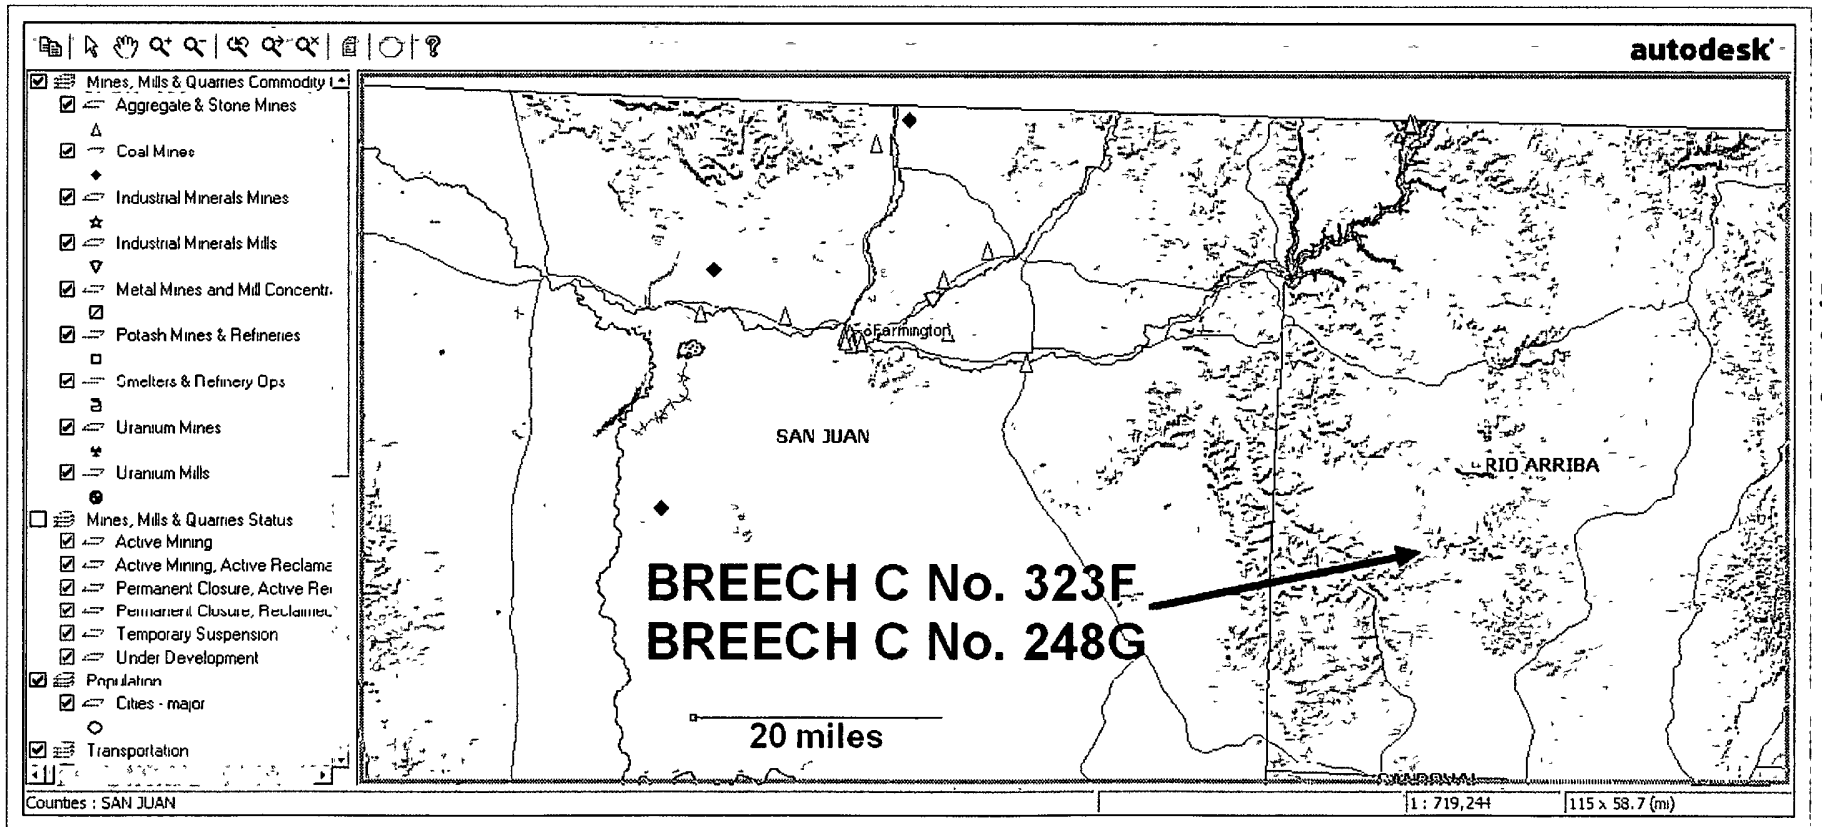 autodesk
Mines, Mills & Quarries Commodity
Aggregate & Stone Mines
Coal Mines
Industrial Minerals Mines
Industrial Minerals Mills
Metal Mines and Mill Concentr
Potash Mines & Refineries
Smelters & Refinery Ops
Uranium Mines
Uranium Mills
Mines, Mills & Quarries Status
Active Mining
Active Mining, Active Reclama
Permanent Closure, Active Re
Permanent Closure, Reclaimed
Temporary Suspension
Under Development
Population
Cities - major
Transportation
Farmington
SAN JUAN
RIO ARRIBA
BREECH C No. 323F
BREECH C No. 248G
20 miles
SANDOVAL
Counties : SAN JUAN
1 : 719,244
115 x 58.7 (mi)